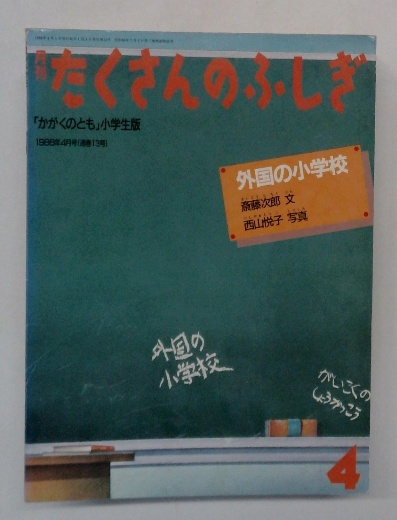 月刊 たくさんのふしぎ
「かがくのとも」小学生版
1986年4月号(通巻13号)
外国の小学校
斎藤次郎 文
西山悦子 写真
外国の
小学校
がいこくの
しょうがっこう
4